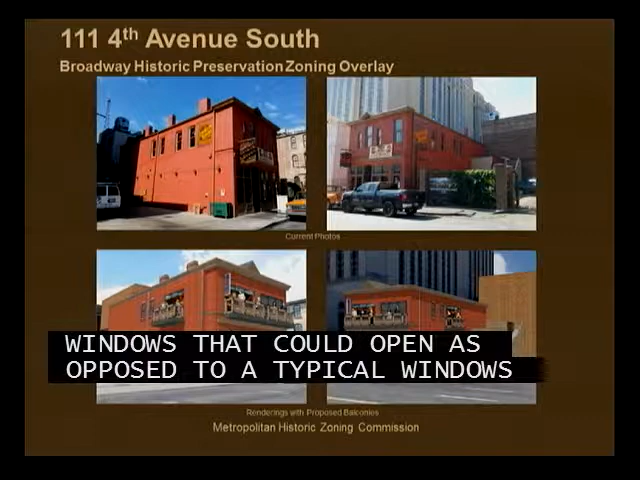 111 4th Avenue South
Broadway Historic Preservation Zoning Overlay
Current Photos
WINDOWS THAT COULD OPEN AS
OPPOSED TO A TYPICAL WINDOWS
Renderings with Proposed Balconies
Metropolitan Historic Zoning Commission